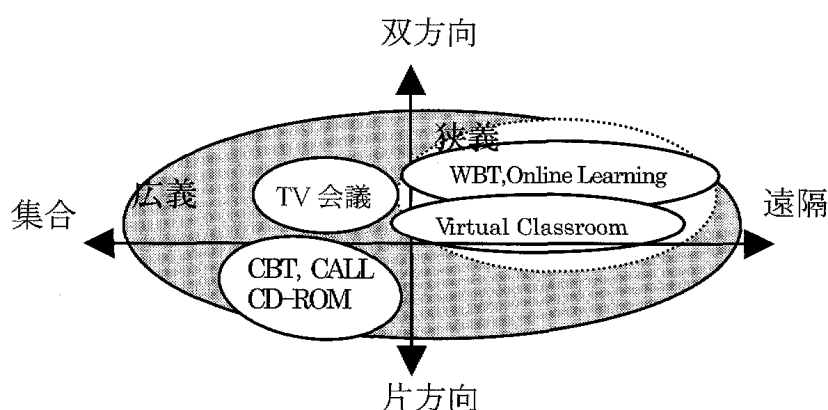 双方向
狭義
WBT,Online Learning
広義
TV 会議
集合
遠隔
Virtual Classroom
CBT, CALL
CD-ROM
片方向